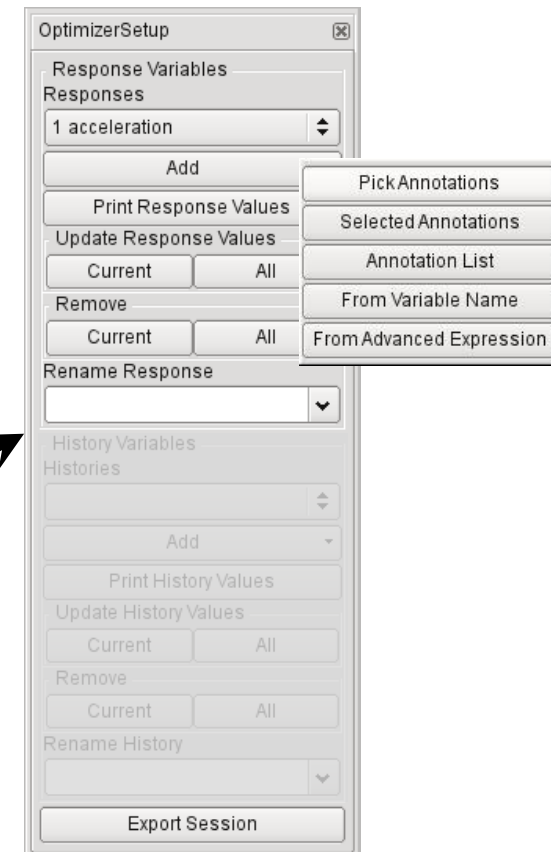 OptimizerSetup
Response Variables
Responses
1 acceleration
Add
Print Response Values
Update Response Values
Current All
Remove
Current All
Rename Response
PickAnnotations
Selected Annotations
Annotation List
From Variable Name
From Advanced Expression
History Variables
Histories
Add
Print History Values
Update History Values
Current All
Remove
Current All
Rename History
Export Session